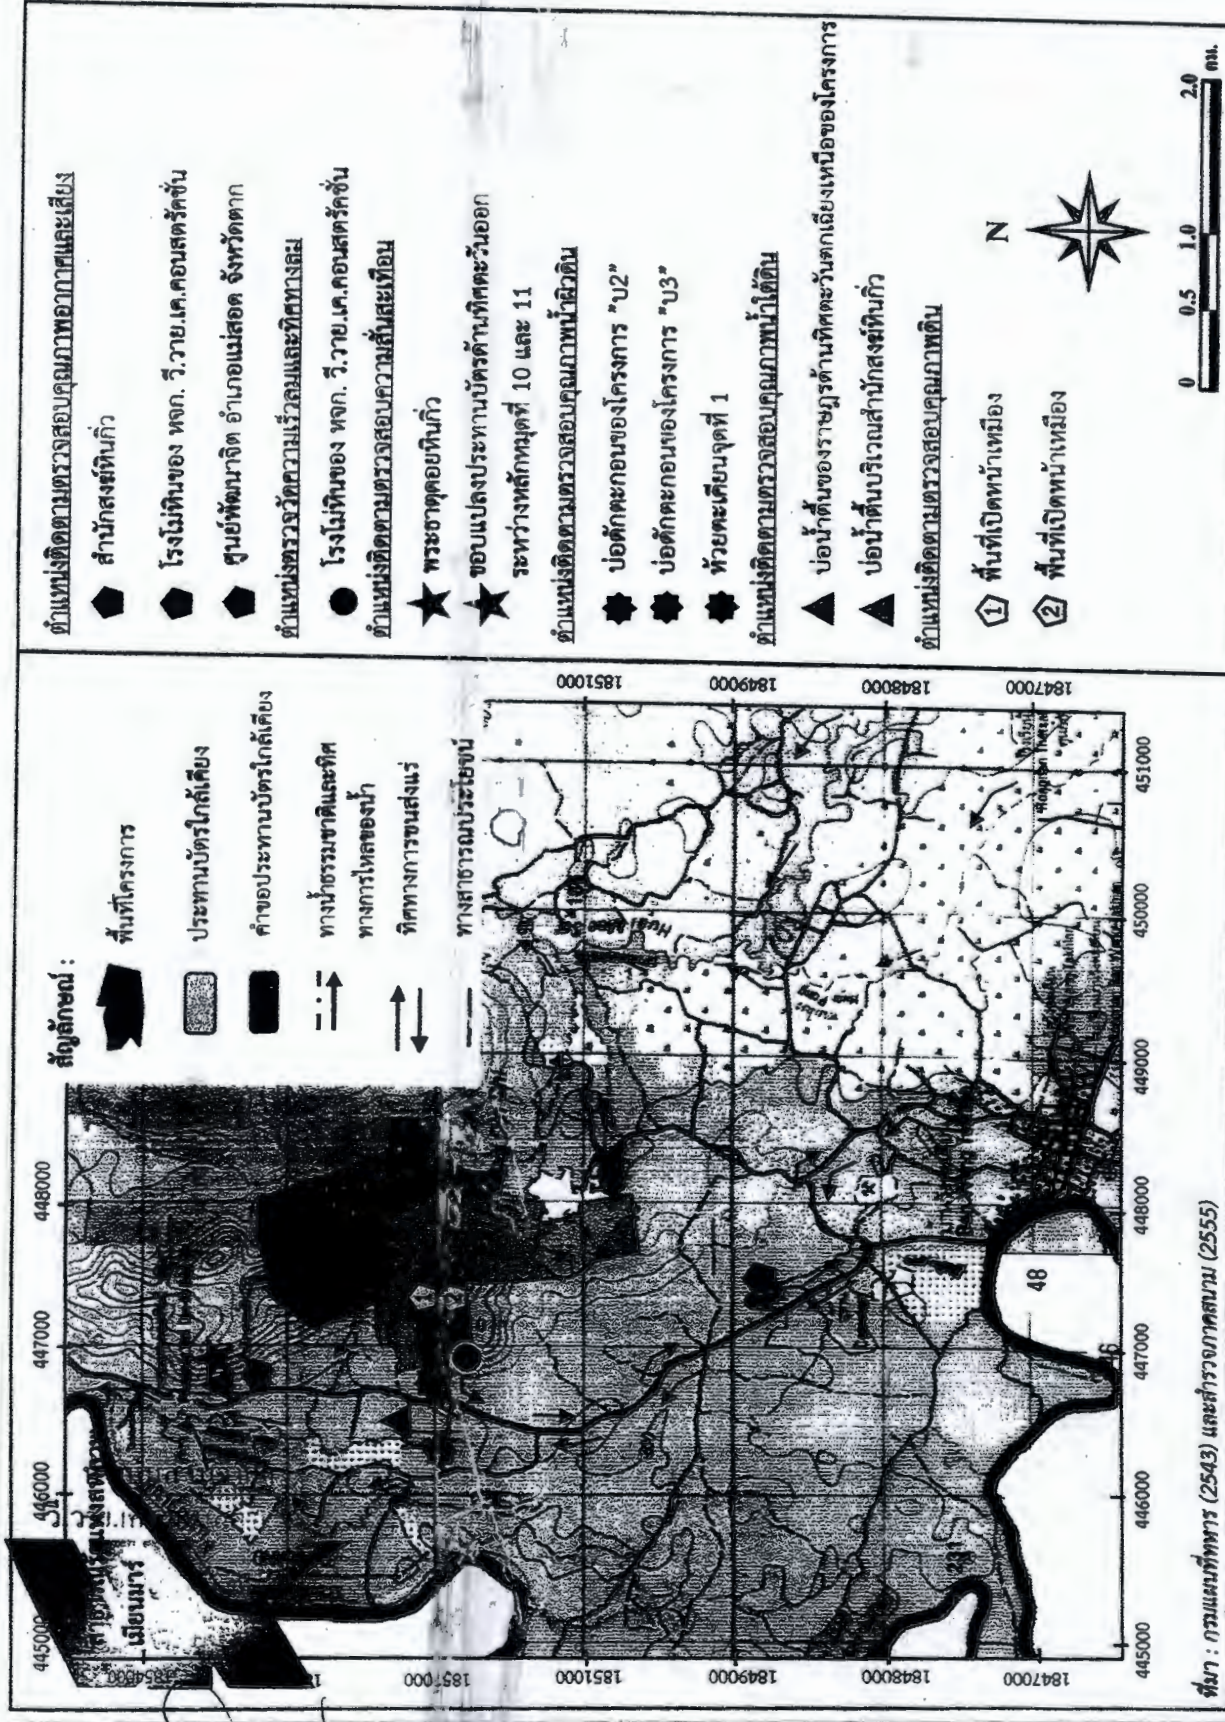 ตำแหน่งติดตามตรวจสอบคุณภาพอากาศและเสียง
สำนักสงฆ์หินกิ่ว
โรงโม่หินของ หจก. วี.วาย.เค.คอนสตรัคชั่น
ศูนย์พัฒนาจิต อำเภอแม่สอด จังหวัดตาก
ตำแหน่งตรวจวัดความเร็วลมและทิศทางลม
โรงโม่หินของ หจก. วี.วาย.เค.คอนสตรัคชั่น
ตำแหน่งติดตามตรวจสอบความสั่นสะเทือน
พระธาตุดอยหินกิ่ว
ขอบแปลงประทานบัตรด้านทิศตะวันออก
ระหว่างหลักหมุดที่ 10 และ 11
ตำแหน่งติดตามตรวจสอบคุณภาพน้ำผิวดิน
บ่อดักตะกอนของโครงการ "บ2"
บ่อดักตะกอนของโครงการ "บ3"
ห้วยตะเคียนจุดที่ 1
ตำแหน่งติดตามตรวจสอบคุณภาพน้ำใต้ดิน
บ่อน้ำตื้นของราษฎรด้านทิศตะวันตกเฉียงเหนือของโครงการ
บ่อน้ำตื้นบริเวณสำนักสงฆ์หินกิ่ว
ตำแหน่งติดตามตรวจสอบคุณภาพดิน
1 พื้นที่เปิดหน้าเหมือง
2 พื้นที่เปิดหน้าเหมือง
N
0 0.5 1.0 2.0 กม.
สัญลักษณ์ :
พื้นที่โครงการ
ประทานบัตรใกล้เคียง
คำขอประทานบัตรใกล้เคียง
ทางน้ำธรรมชาติและทิศ
ทางการไหลของน้ำ
ทิศทางการขนส่งแร่
ทางสาธารณประโยชน์
445000 446000 447000 448000
เมียนมาร์
1854000
1851000
1849000
1848000
1847000
1851000
1849000
1848000
1847000
Huai
48
445000 446000 447000 448000 449000 450000 451000
ที่มา : กรมแผนที่ทหาร (2543) และสำรวจภาคสนาม (2555)